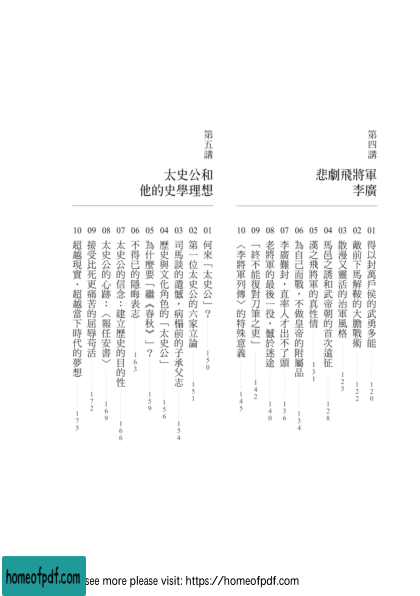 第四講
悲劇飛將軍
李廣
01 得以封萬戶侯的武勇多能 120
02 敵前下馬解鞍的大膽戰術 122
03 散漫又靈活的治軍風格 125
04 馬邑之誘和武帝朝的首次遠征 128
05 漢之飛將軍的真性情 131
06 為自己而戰，不做皇帝的附屬品 134
07 李廣難封，直率人才出不了頭 136
08 老將軍的最後一役，憾於迷途 140
09 「終不能復對刀筆之吏」 142
10 〈李將軍列傳〉的特殊意義 145
第五講
太史公和
他的史學理想
01 何來「太史公」？ 150
02 第一位太史公的六家立論 151
03 司馬談的遺憾，病榻前的子承父志 154
04 歷史與文化角色的「太史公」 156
05 為什麼要「繼《春秋》」？ 159
06 不得已的隱晦表志 163
07 太史公的信念：建立歷史的目的性 166
08 太史公的心跡：〈報任安書〉 169
09 接受比死更痛苦的屈辱苟活 172
10 超越現實、超越當下時代的夢想 175
homeofpdf.com
see more please visit: https://homeofpdf.com